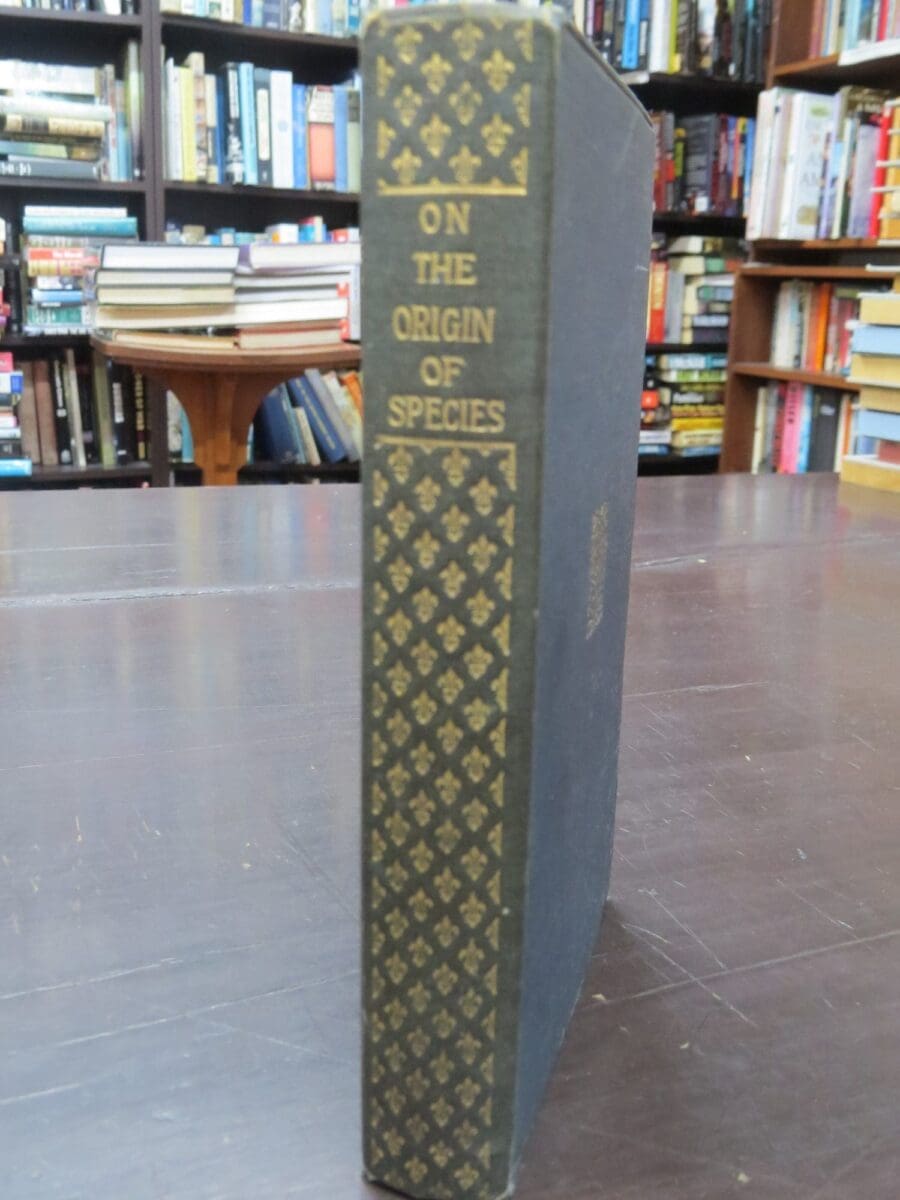 ON
THE
ORIGIN
OF
SPECIES